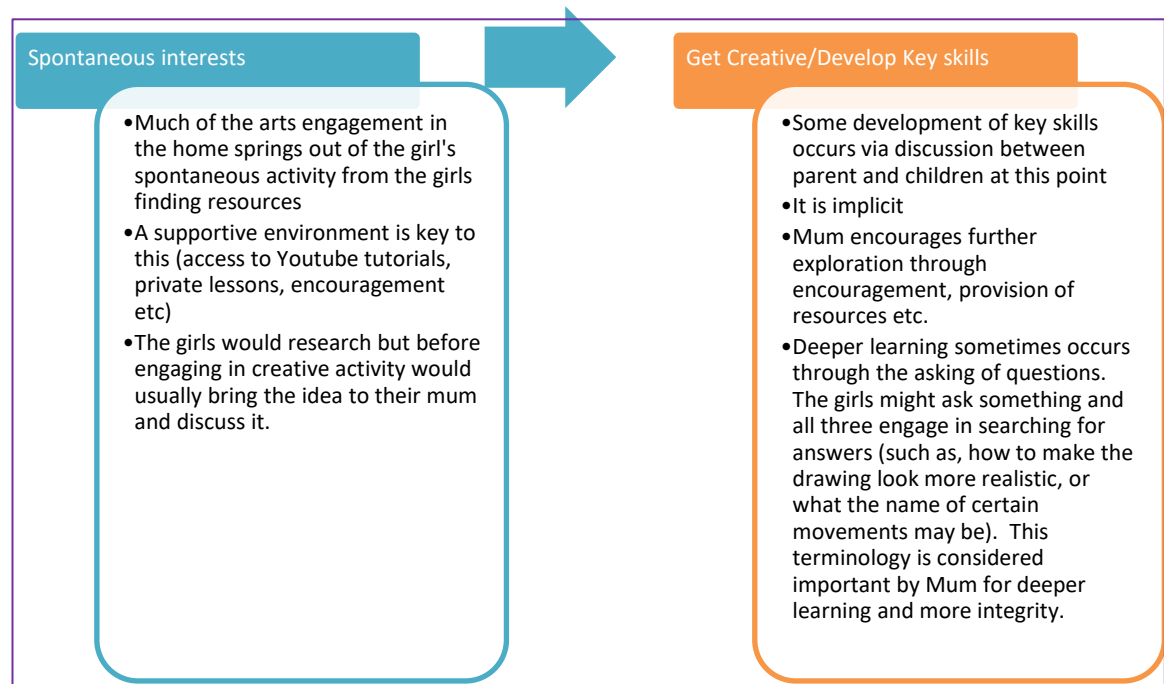 Spontaneous interests
•Much of the arts engagement in
the home springs out of the girl's
spontaneous activity from the girls
finding resources
•A supportive environment is key to
this (access to Youtube tutorials,
private lessons, encouragement
etc)
•The girls would research but before
engaging in creative activity would
usually bring the idea to their mum
and discuss it.
Get Creative/Develop Key skills
•Some development of key skills
occurs via discussion between
parent and children at this point
•It is implicit
•Mum encourages further
exploration through
encouragement, provision of
resources etc.
•Deeper learning sometimes occurs
through the asking of questions.
The girls might ask something and
all three engage in searching for
answers (such as, how to make the
drawing look more realistic, or
what the name of certain
movements may be).  This
terminology is considered
important by Mum for deeper
learning and more integrity.